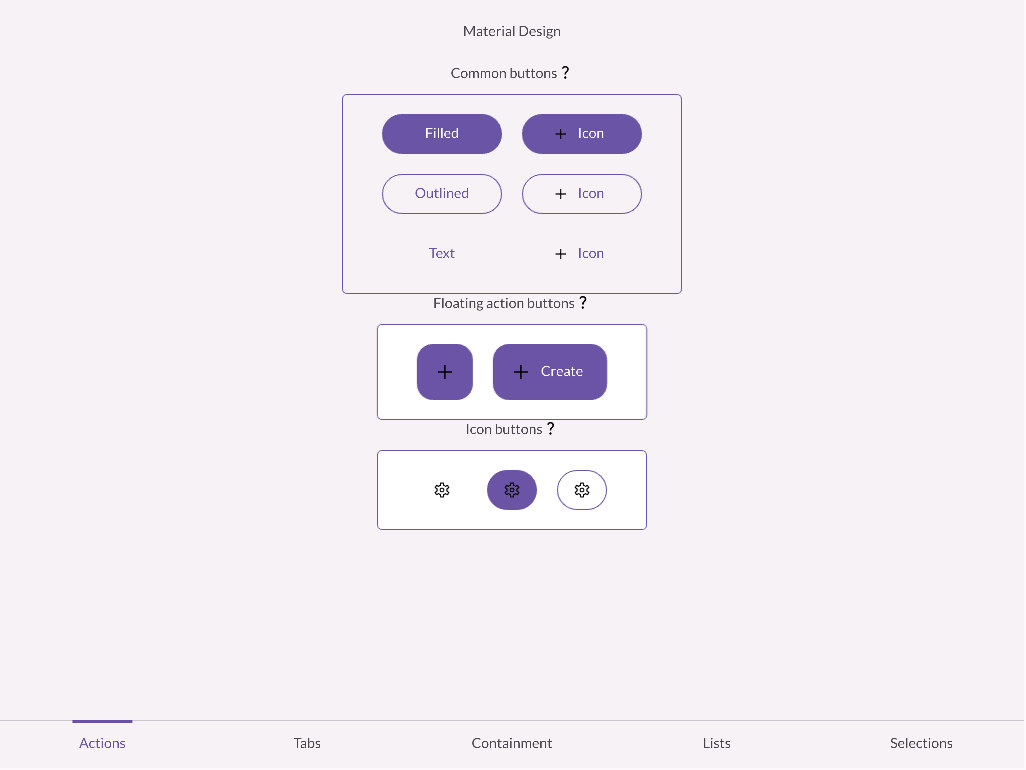 Material Design
Common buttons ?
Filled
+ Icon
Outlined
+ Icon
Text
+ Icon
Floating action buttons ?
+
+ Create
Icon buttons ?
Actions
Tabs
Containment
Lists
Selections